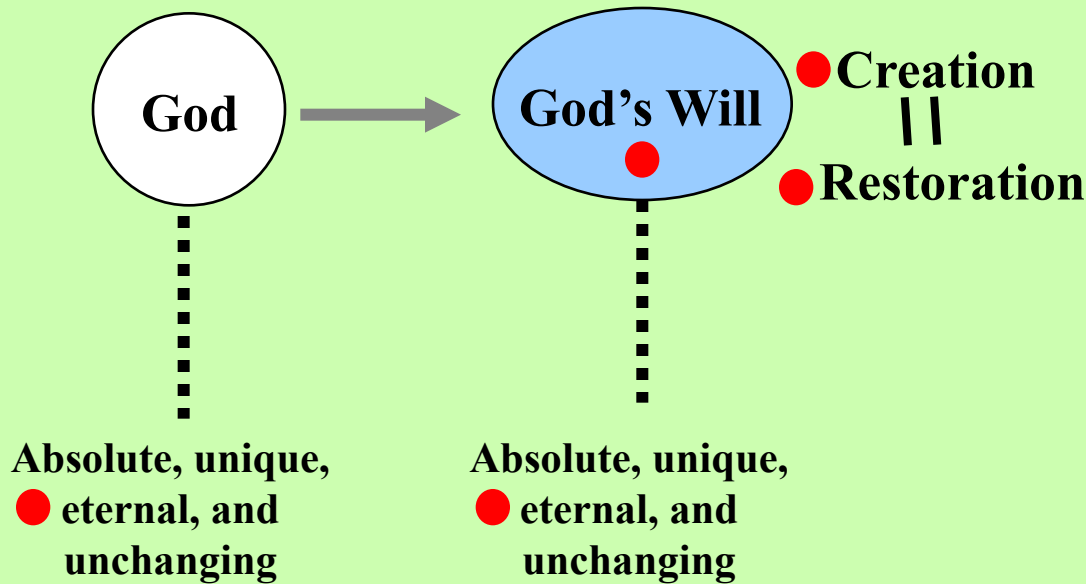 God
God’s Will
Creation
Restoration
Absolute, unique,
eternal, and
unchanging
Absolute, unique,
eternal, and
unchanging